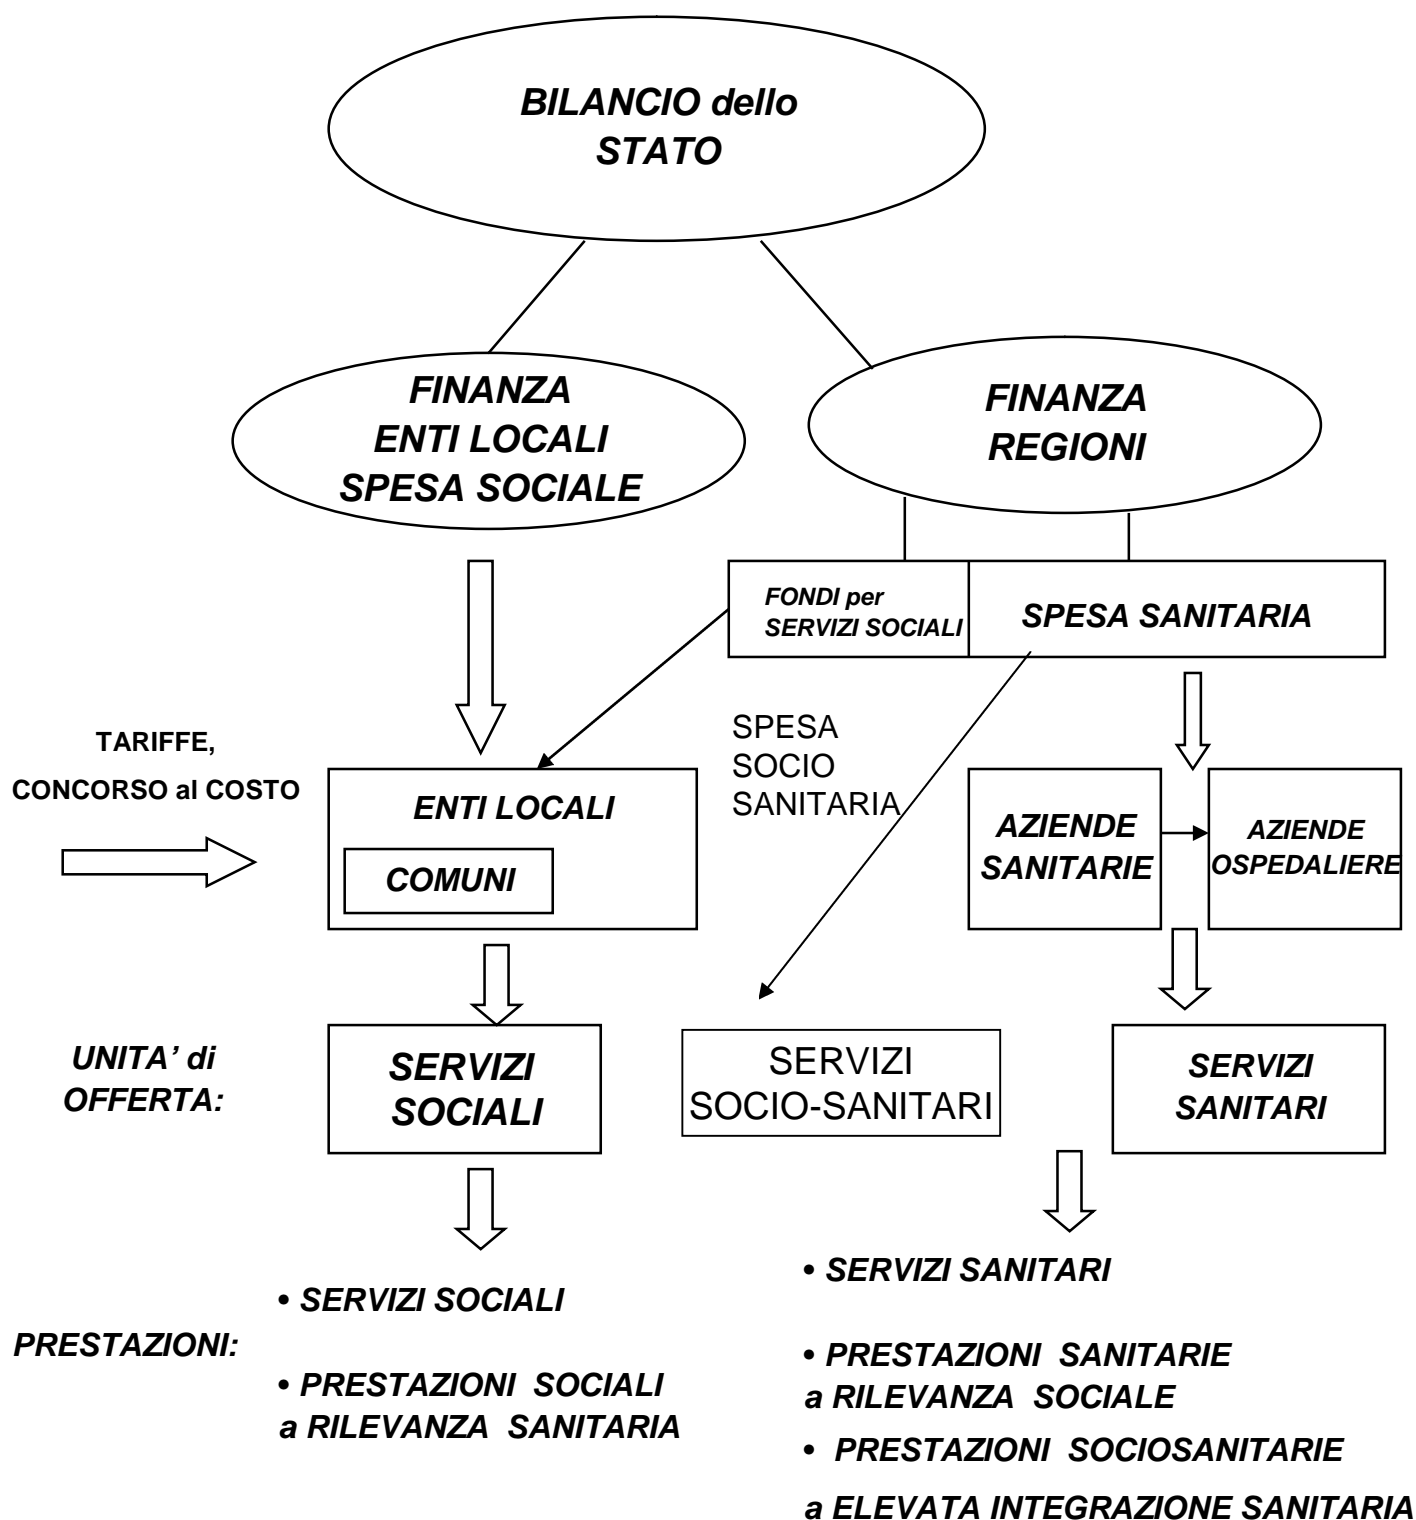 BILANCIO dello
STATO
FINANZA
ENTI LOCALI
SPESA SOCIALE
FINANZA
REGIONI
FONDI per
SERVIZI SOCIALI
SPESA SANITARIA
TARIFFE,
CONCORSO al COSTO
SPESA
SOCIO
SANITARIA
ENTI LOCALI
COMUNI
AZIENDE
SANITARIE
AZIENDE
OSPEDALIERE
UNITA’ di
OFFERTA:
SERVIZI
SOCIALI
SERVIZI
SOCIO-SANITARI
SERVIZI
SANITARI
PRESTAZIONI:
• SERVIZI SOCIALI
• PRESTAZIONI SOCIALI
a RILEVANZA SANITARIA
• SERVIZI SANITARI
• PRESTAZIONI SANITARIE
a RILEVANZA SOCIALE
• PRESTAZIONI SOCIOSANITARIE
a ELEVATA INTEGRAZIONE SANITARIA